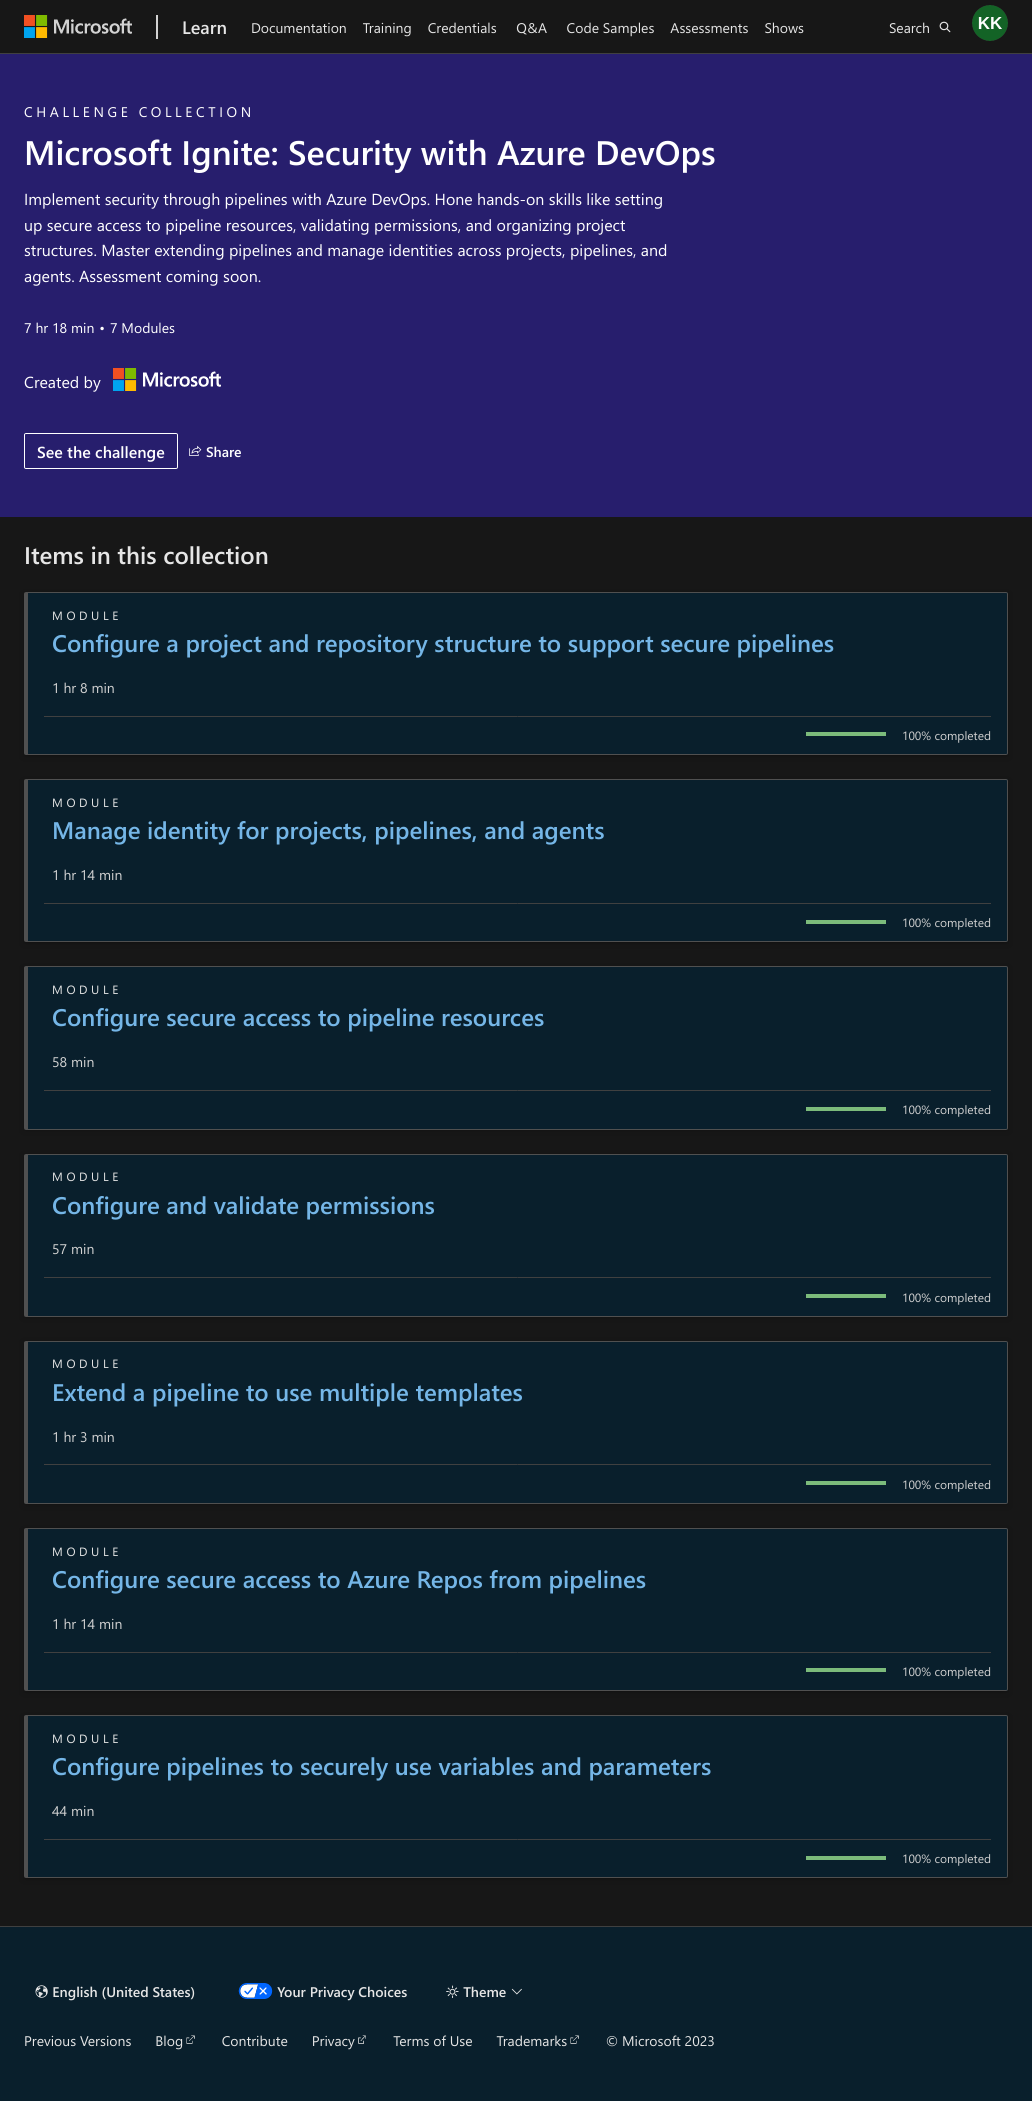 Microsoft
Learn
Documentation
Training
Credentials
Q&A
Code Samples
Assessments
Shows
Search
KK
CHALLENGE COLLECTION
Microsoft Ignite: Security with Azure DevOps
Implement security through pipelines with Azure DevOps. Hone hands-on skills like setting
up secure access to pipeline resources, validating permissions, and organizing project
structures. Master extending pipelines and manage identities across projects, pipelines, and
agents. Assessment coming soon.
7 hr 18 min • 7 Modules
Created by Microsoft
See the challenge
Share
Items in this collection
MODULE
Configure a project and repository structure to support secure pipelines
1 hr 8 min
100% completed
MODULE
Manage identity for projects, pipelines, and agents
1 hr 14 min
100% completed
MODULE
Configure secure access to pipeline resources
58 min
100% completed
MODULE
Configure and validate permissions
57 min
100% completed
MODULE
Extend a pipeline to use multiple templates
1 hr 3 min
100% completed
MODULE
Configure secure access to Azure Repos from pipelines
1 hr 14 min
100% completed
MODULE
Configure pipelines to securely use variables and parameters
44 min
100% completed
English (United States)
Your Privacy Choices
Theme
Previous Versions
Blog
Contribute
Privacy
Terms of Use
Trademarks
© Microsoft 2023